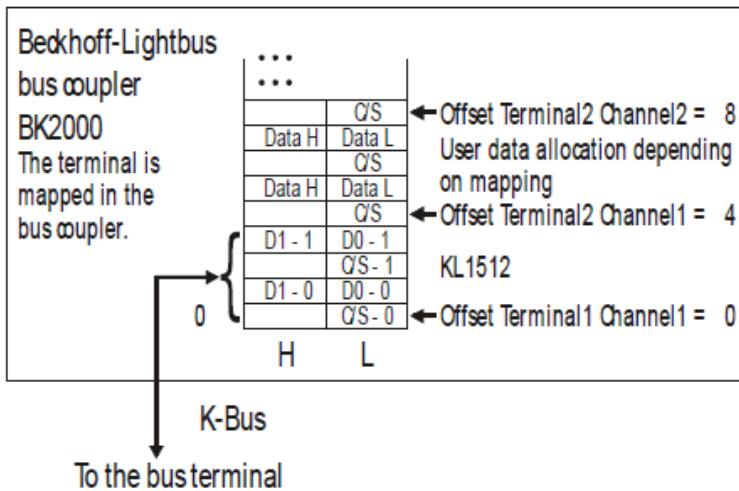 Beckhoff-Lightbus
bus coupler
BK2000
The terminal is
mapped in the
bus coupler.
C/S
Data H Data L
C/S
Data H Data L
C/S
D1 - 1 D0 - 1
C/S - 1
D1 - 0 D0 - 0
0 C/S - 0
H L
Offset Terminal2 Channel2 = 8
User data allocation depending
on mapping
Offset Terminal2 Channel1 = 4
KL1512
Offset Terminal1 Channel1 = 0
K-Bus
To the bus terminal